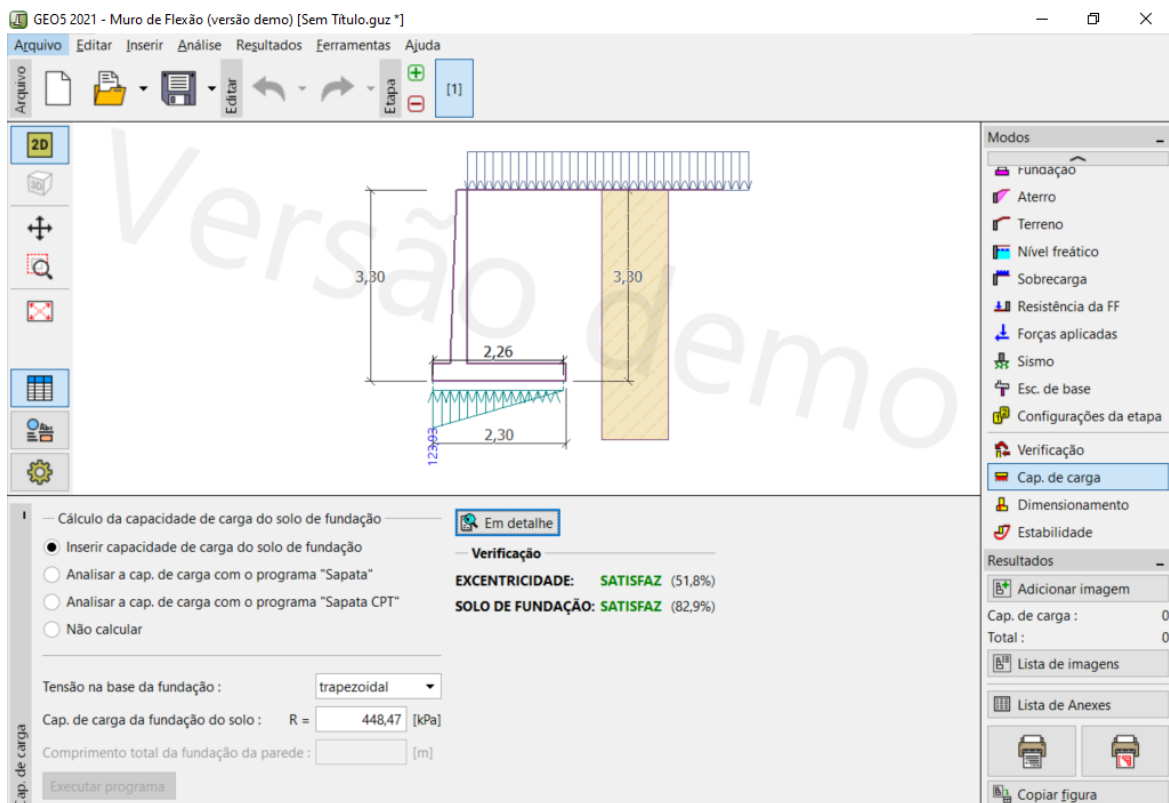 GEO5 2021 - Muro de Flexão (versão demo) [Sem Título.guz *]
Arquivo Editar Inserir Análise Resultados Ferramentas Ajuda
Arquivo
Editar
Etapa
[1]
2D
3D
Versão demo
3,30
3,30
2,26
2,30
123,93
Modos
Fundação
Aterro
Terreno
Nível freático
Sobrecarga
Resistência da FF
Forças aplicadas
Sismo
Esc. de base
Configurações da etapa
Verificação
Cap. de carga
Dimensionamento
Estabilidade
Resultados
Adicionar imagem
Cap. de carga : 0
Total : 0
Lista de imagens
Lista de Anexes
Copiar figura
Cap. de carga
Cálculo da capacidade de carga do solo de fundação
Inserir capacidade de carga do solo de fundação
Analisar a cap. de carga com o programa "Sapata"
Analisar a cap. de carga com o programa "Sapata CPT"
Não calcular
Tensão na base da fundação : trapezoidal
Cap. de carga da fundação do solo : R = 448,47 [kPa]
Comprimento total da fundação da parede : [m]
Executar programa
Em detalhe
Verificação
EXCENTRICIDADE: SATISFAZ (51,8%)
SOLO DE FUNDAÇÃO: SATISFAZ (82,9%)